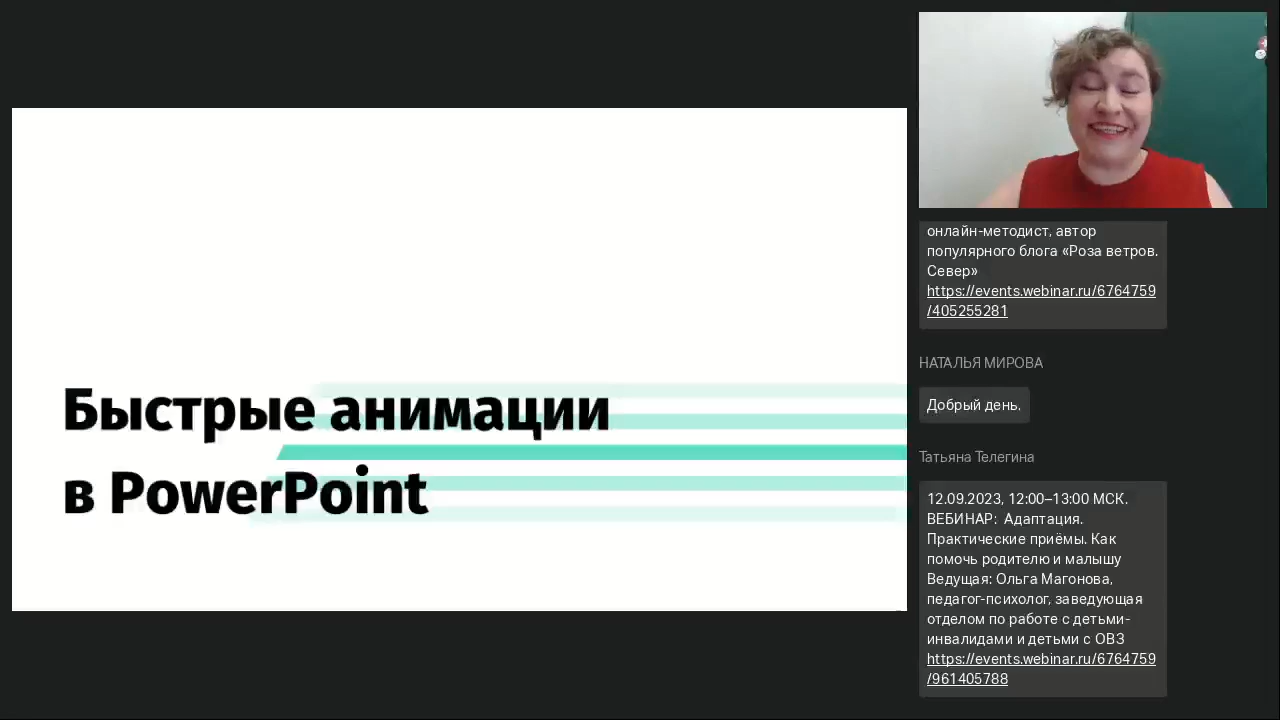 Быстрые анимации
в PowerPoint
онлайн-методист, автор
популярного блога «Роза ветров.
Север»
https://events.webinar.ru/6764759
/405255281
НАТАЛЬЯ МИРОВА
Добрый день.
Татьяна Телегина
12.09.2023, 12:00–13:00 МСК.
ВЕБИНАР: Адаптация.
Практические приёмы. Как
помочь родителю и малышу
Ведущая: Ольга Магонова,
педагог-психолог, заведующая
отделом по работе с детьми-
инвалидами и детьми с ОВЗ
https://events.webinar.ru/6764759
/961405788